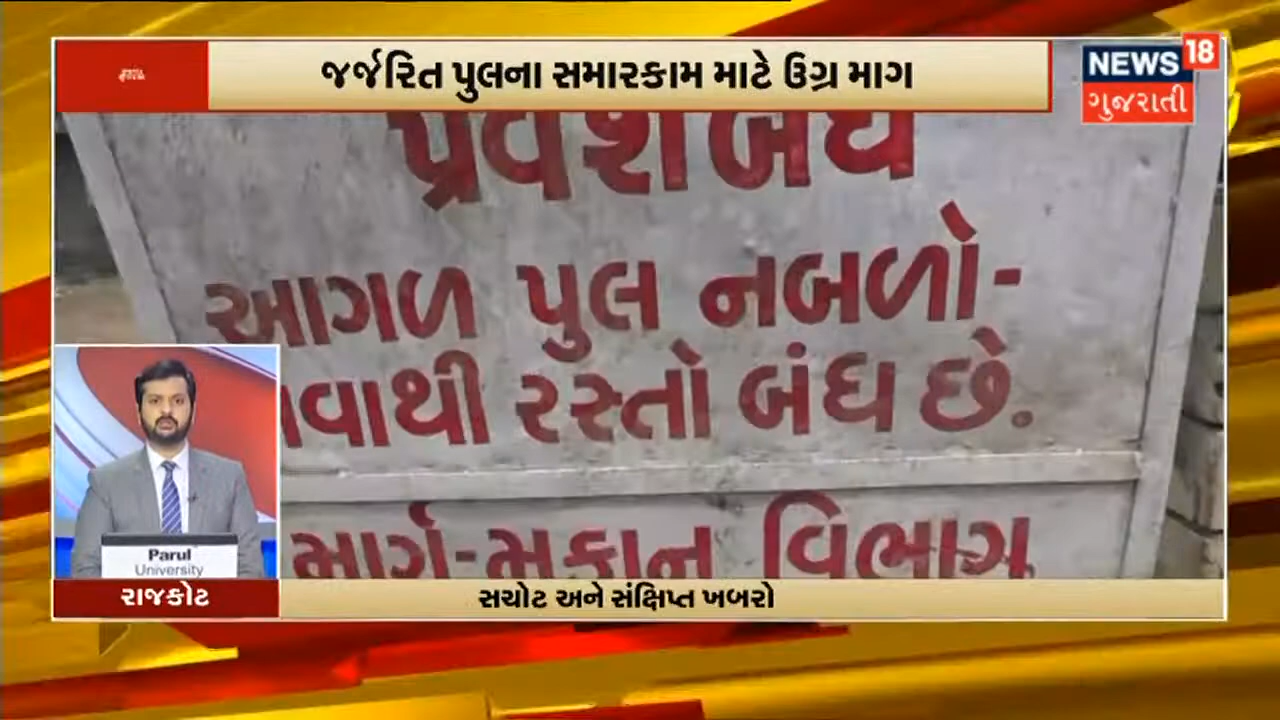 જર્જરિત પુલના સમારકામ માટે ઉગ્ર માગ
NEWS 18
ગુજરાતી
પ્રવેશબંધ
આગળ પુલ નબળો-
વાથી રસ્તો બંધ છે.
માર્ગ-મકાન વિભાગ
Parul
University
રાજકોટ
સચોટ અને સંક્ષિપ્ત ખબરો